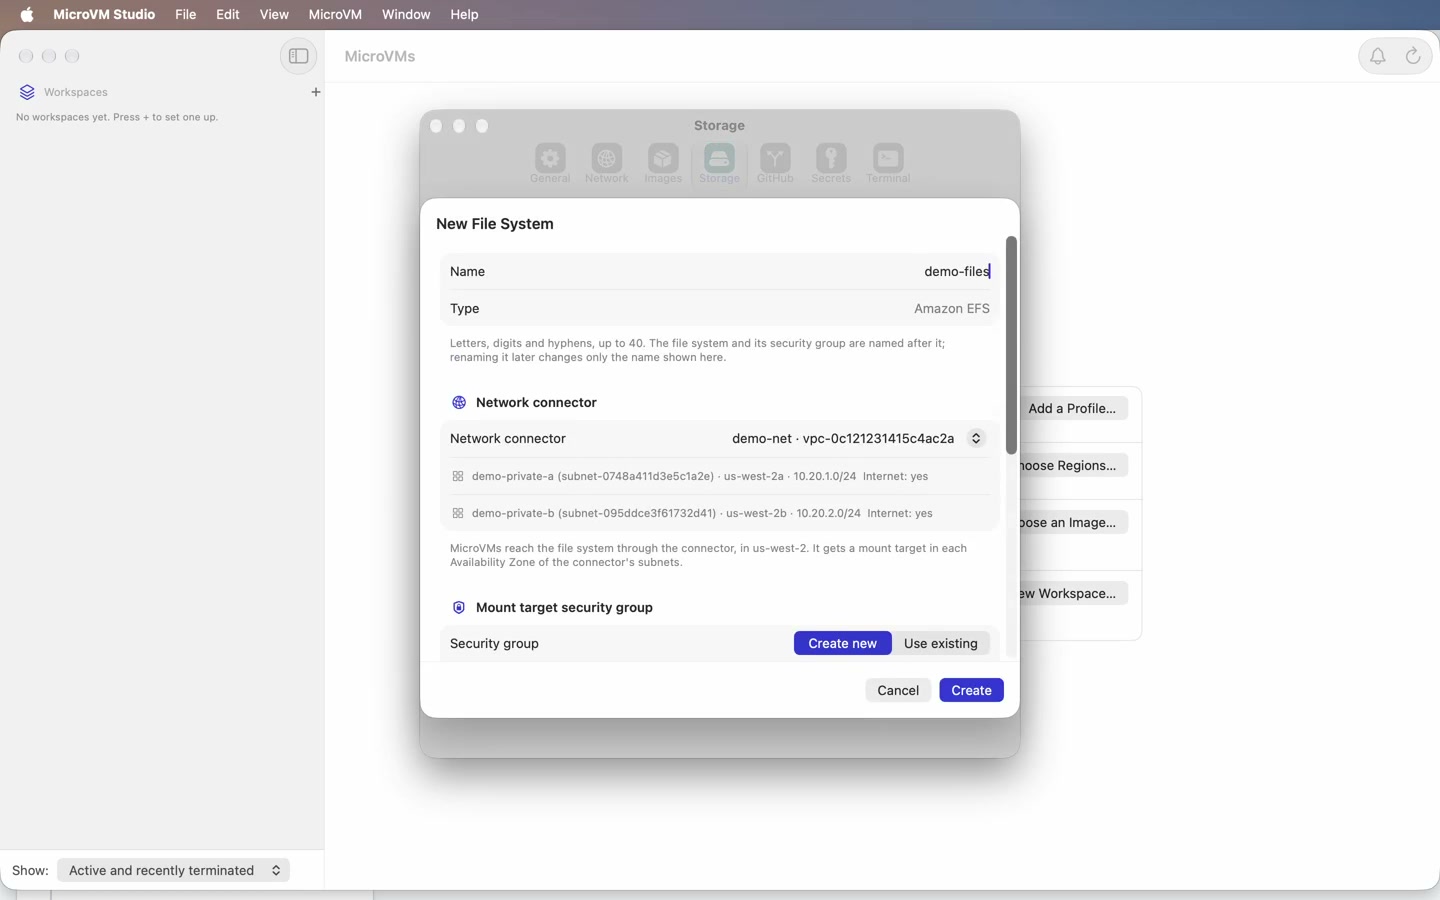 MicroVM Studio File Edit View MicroVM Window Help
MicroVMs
Workspaces
No workspaces yet. Press + to set one up.
Storage
General Network Images Storage GitHub Secrets Terminal
New File System
Name demo-files
Type Amazon EFS
Letters, digits and hyphens, up to 40. The file system and its security group are named after it;
renaming it later changes only the name shown here.
Network connector
Network connector demo-net · vpc-0c121231415c4ac2a
demo-private-a (subnet-0748a411d3e5c1a2e) · us-west-2a · 10.20.1.0/24 Internet: yes
demo-private-b (subnet-095ddce3f61732d41) · us-west-2b · 10.20.2.0/24 Internet: yes
MicroVMs reach the file system through the connector, in us-west-2. It gets a mount target in each
Availability Zone of the connector's subnets.
Mount target security group
Security group Create new Use existing
Cancel Create
Add a Profile...
hoose Regions...
oose an Image...
ew Workspace...
Show: Active and recently terminated